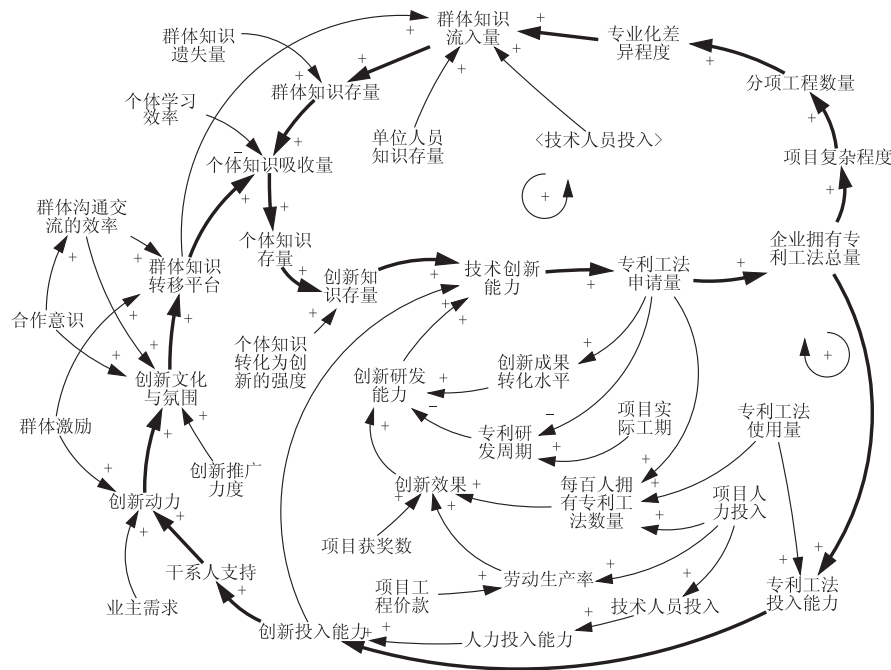 群体知识
流入量
专业化差
异程度
群体知识
遗失量
分项工程数量
群体知识存量
个体学习
效率
单位人员
知识存量
<技术人员投入>
项目复杂程度
个体知识吸收量
群体沟通交
流的效率
个体知识
存量
企业拥有专
利工法总量
群体知识
转移平台
创新知
识存量
技术创新
能力
专利工法
申请量
合作意识
个体知识
转化为创
新的强度
创新研发
能力
创新成果
转化水平
创新文化
与氛围
群体激励
专利研
发周期
项目实
际工期
专利工法
使用量
创新推广
力度
创新效果
每百人拥
有专利工
法数量
项目人
力投入
创新动力
项目获奖数
干系人支持
劳动生产率
项目工
程价款
专利工法
投入能力
业主需求
技术人员投入
创新投入能力
人力投入能力